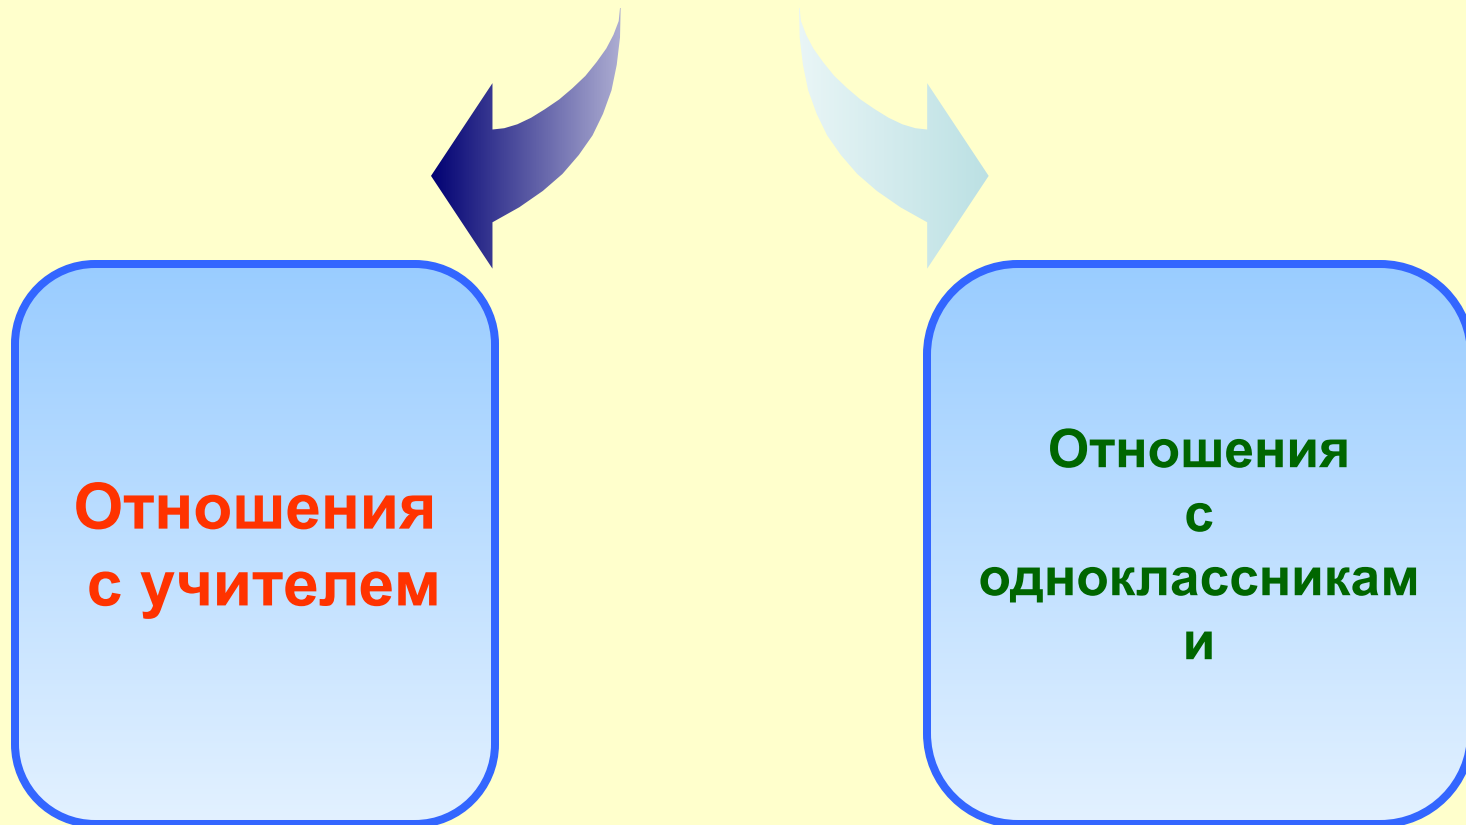 Отношения
с учителем
Отношения
с
одноклассникам
и